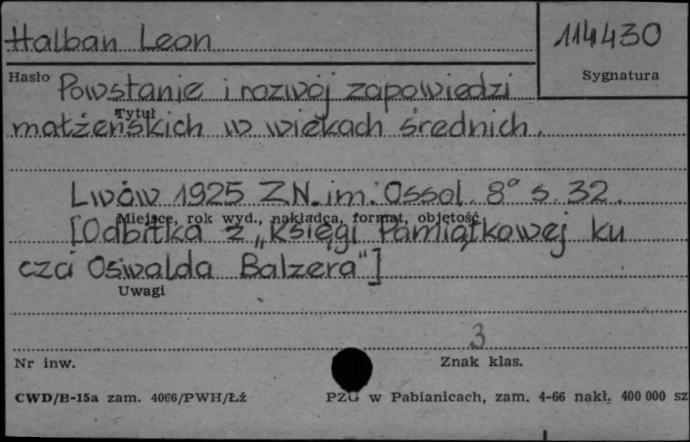 Halban Leon
114430
Hasło
Sygnatura
Powstanie i rozwój zapowiedzi
Tytuł
małżeńskich w wiekach średnich.
Lwów 1925 ZN. im. Ossol. 8° s. 32.
Miejsce, rok wyd., nakładca, format, objętość
[Odbitka z „Księgi Pamiątkowej ku
czci Oswalda Balzera"]
Uwagi
3
Nr inw.
Znak klas.
CWD/B-15a zam. 4066/PWH/Łź
PZG w Pabianicach, zam. 4-66 nakł. 400 000 sz